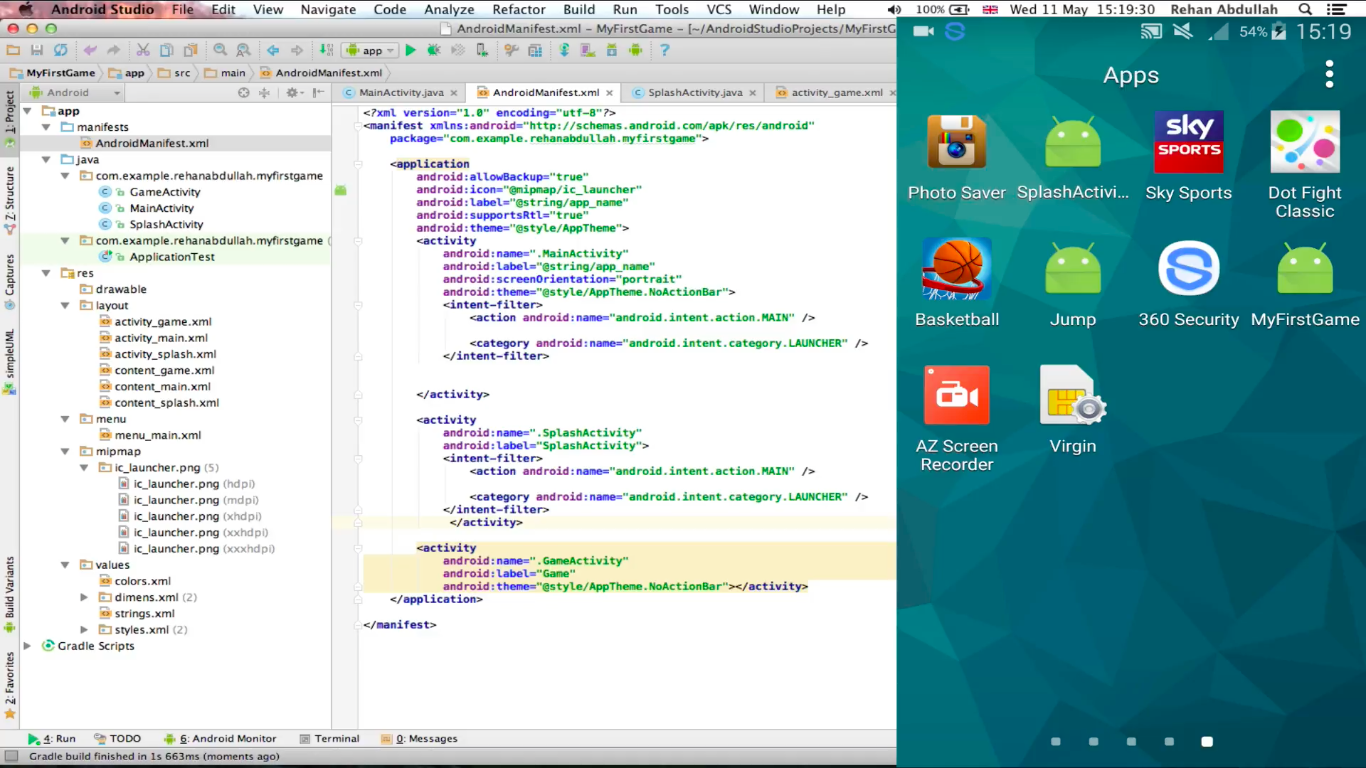 Android Studio File Edit View Navigate Code Analyze Refactor Build Run Tools VCS Window Help 100% Wed 11 May 15:19:30 Rehan Abdullah
AndroidManifest.xml - MyFirstGame - [~/AndroidStudioProjects/MyFirstG
app
MyFirstGame app src main AndroidManifest.xml
Android
MainActivity.java AndroidManifest.xml SplashActivity.java activity_game.xml
1: Project
Z: Structure
Captures
simpleUML
Build Variants
2: Favorites
app
manifests
AndroidManifest.xml
java
com.example.rehanabdullah.myfirstgame
GameActivity
MainActivity
SplashActivity
com.example.rehanabdullah.myfirstgame (
ApplicationTest
res
drawable
layout
activity_game.xml
activity_main.xml
activity_splash.xml
content_game.xml
content_main.xml
content_splash.xml
menu
menu_main.xml
mipmap
ic_launcher.png (5)
ic_launcher.png (hdpi)
ic_launcher.png (mdpi)
ic_launcher.png (xhdpi)
ic_launcher.png (xxhdpi)
ic_launcher.png (xxxhdpi)
values
colors.xml
dimens.xml (2)
strings.xml
styles.xml (2)
Gradle Scripts
<?xml version="1.0" encoding="utf-8"?>
<manifest xmlns:android="http://schemas.android.com/apk/res/android"
package="com.example.rehanabdullah.myfirstgame">
<application
android:allowBackup="true"
android:icon="@mipmap/ic_launcher"
android:label="@string/app_name"
android:supportsRtl="true"
android:theme="@style/AppTheme">
<activity
android:name=".MainActivity"
android:label="@string/app_name"
android:screenOrientation="portrait"
android:theme="@style/AppTheme.NoActionBar">
<intent-filter>
<action android:name="android.intent.action.MAIN" />
<category android:name="android.intent.category.LAUNCHER" />
</intent-filter>
</activity>
<activity
android:name=".SplashActivity"
android:label="SplashActivity">
<intent-filter>
<action android:name="android.intent.action.MAIN" />
<category android:name="android.intent.category.LAUNCHER" />
</intent-filter>
</activity>
<activity
android:name=".GameActivity"
android:label="Game"
android:theme="@style/AppTheme.NoActionBar"></activity>
</application>
</manifest>
4: Run TODO 6: Android Monitor Terminal 0: Messages
Gradle build finished in 1s 663ms (moments ago)
54% 15:19
Apps
sky
SPORTS
Photo Saver SplashActivi... Sky Sports Dot Fight
Classic
Basketball Jump 360 Security MyFirstGame
AZ Screen
Recorder
Virgin